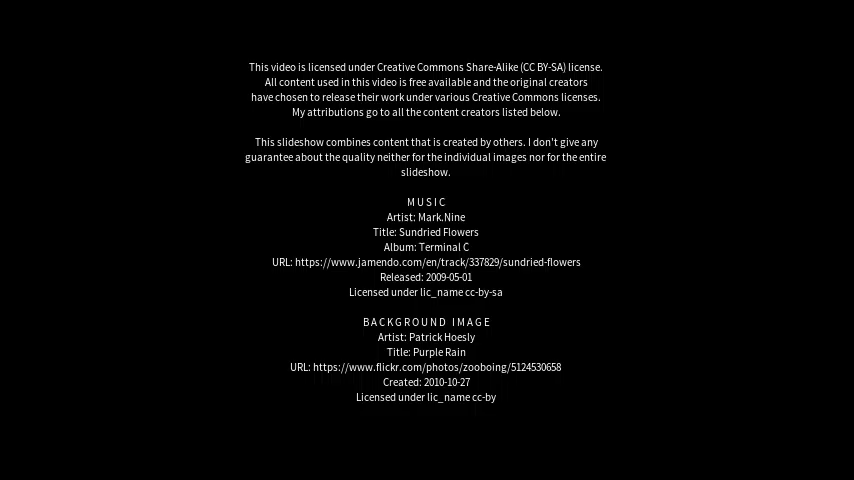 This video is licensed under Creative Commons Share-Alike (CC BY-SA) license.
All content used in this video is free available and the original creators
have chosen to release their work under various Creative Commons licenses.
My attributions go to all the content creators listed below.
This slideshow combines content that is created by others. I don't give any
guarantee about the quality neither for the individual images nor for the entire
slideshow.
MUSIC
Artist: Mark.Nine
Title: Sundried Flowers
Album: Terminal C
URL: https://www.jamendo.com/en/track/337829/sundried-flowers
Released: 2009-05-01
Licensed under lic_name cc-by-sa
BACKGROUND IMAGE
Artist: Patrick Hoesly
Title: Purple Rain
URL: https://www.flickr.com/photos/zooboing/5124530658
Created: 2010-10-27
Licensed under lic_name cc-by